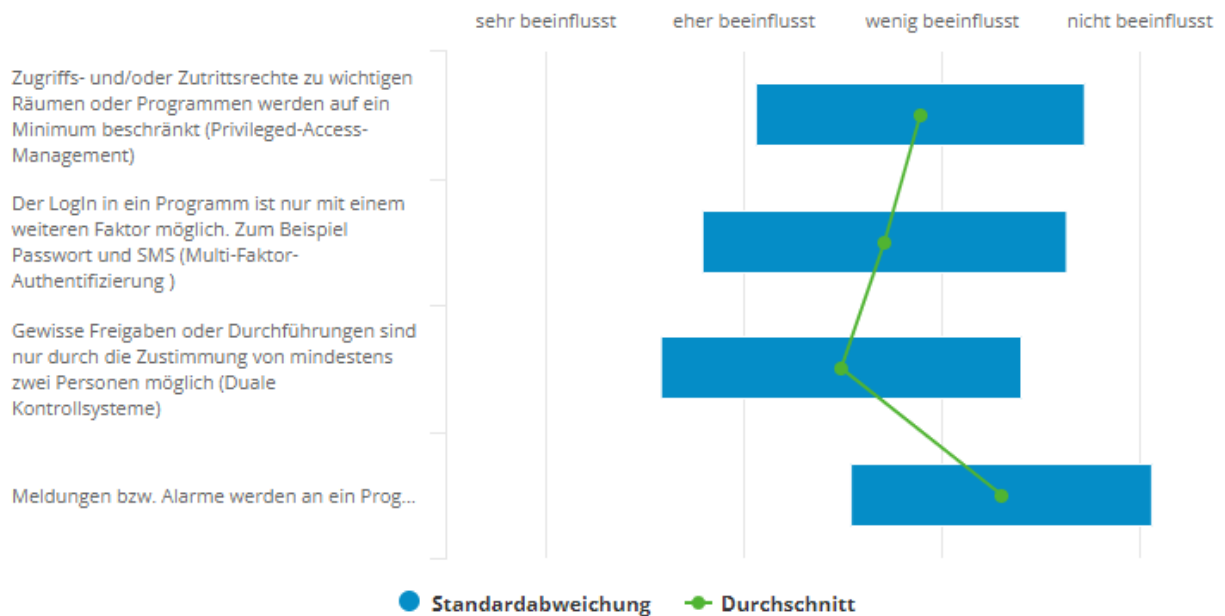 sehr beeinflusst eher beeinflusst wenig beeinflusst nicht beeinflusst
Zugriffs- und/oder Zutrittsrechte zu wichtigen
Räumen oder Programmen werden auf ein
Minimum beschränkt (Privileged-Access-
Management)
Der LogIn in ein Programm ist nur mit einem
weiteren Faktor möglich. Zum Beispiel
Passwort und SMS (Multi-Faktor-
Authentifizierung )
Gewisse Freigaben oder Durchführungen sind
nur durch die Zustimmung von mindestens
zwei Personen möglich (Duale
Kontrollsysteme)
Meldungen bzw. Alarme werden an ein Prog...
Standardabweichung Durchschnitt